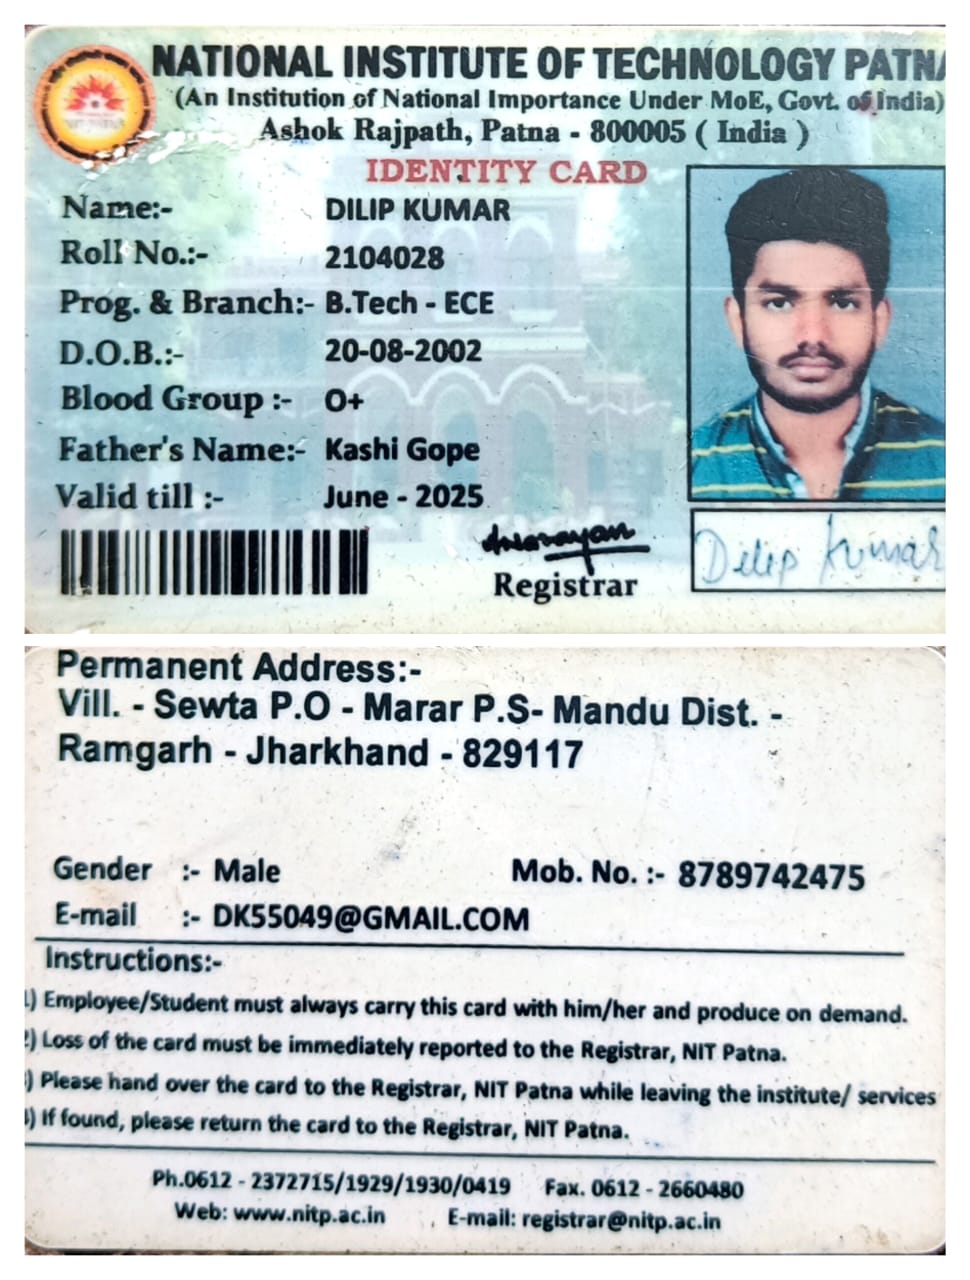 NATIONAL INSTITUTE OF TECHNOLOGY PATNA
(An Institution of National Importance Under MoE, Govt. of India)
Ashok Rajpath, Patna - 800005 ( India )
IDENTITY CARD
Name:- DILIP KUMAR
Roll No.:- 2104028
Prog. & Branch:- B.Tech - ECE
D.O.B.:- 20-08-2002
Blood Group :- O+
Father's Name:- Kashi Gope
Valid till :- June - 2025
Registrar
Dilip Kumar
Permanent Address:-
Vill. - Sewta P.O - Marar P.S- Mandu Dist. -
Ramgarh - Jharkhand - 829117
Gender :- Male Mob. No. :- 8789742475
E-mail :- DK55049@GMAIL.COM
Instructions:-
1) Employee/Student must always carry this card with him/her and produce on demand.
2) Loss of the card must be immediately reported to the Registrar, NIT Patna.
3) Please hand over the card to the Registrar, NIT Patna while leaving the institute/ services
4) If found, please return the card to the Registrar, NIT Patna.
Ph.0612 - 2372715/1929/1930/0419 Fax. 0612 - 2660480
Web: www.nitp.ac.in E-mail: registrar@nitp.ac.in